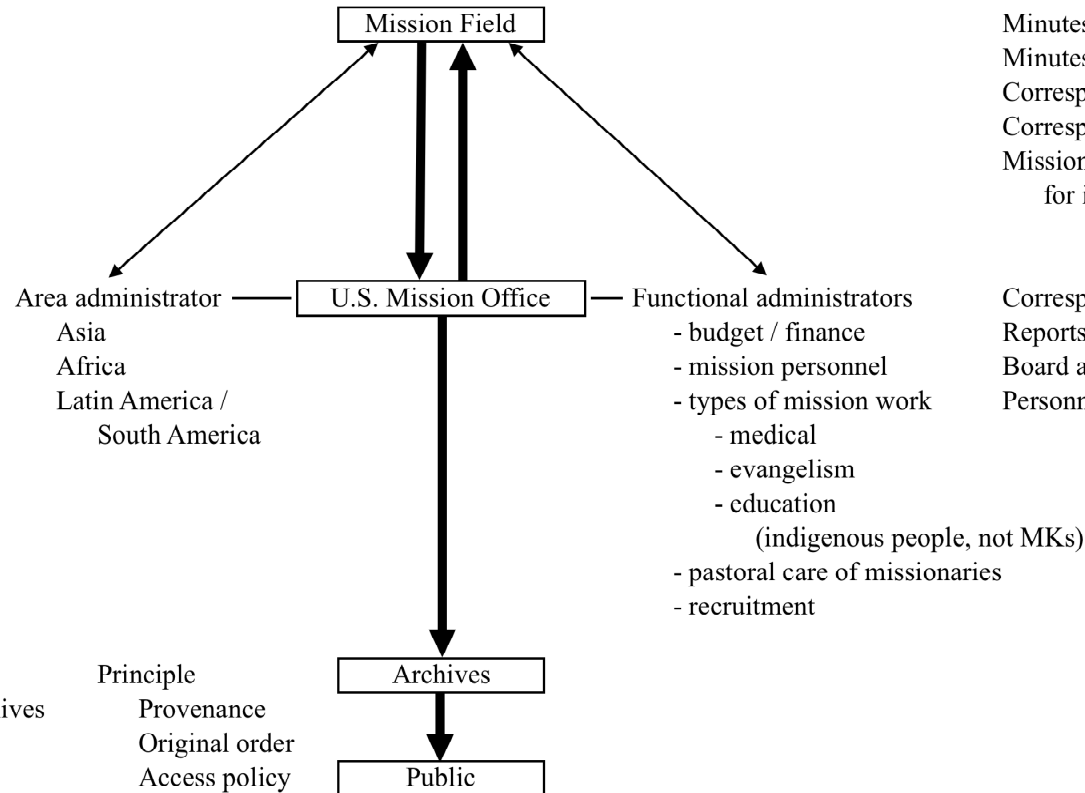 Mission Field
Minutes
Minutes
Corresp
Corresp
Mission
for i
Area administrator
U.S. Mission Office
Functional administrators
Corresp
Asia
- budget / finance
Reports
Africa
- mission personnel
Board a
Latin America /
- types of mission work
Personn
South America
- medical
- evangelism
- education
(indigenous people, not MKs)
- pastoral care of missionaries
- recruitment
Principle
Archives
ives
Provenance
Original order
Access policy
Public